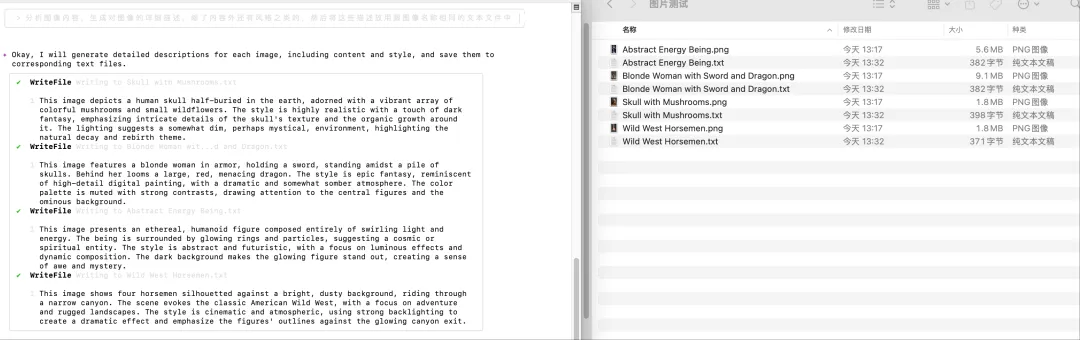 > 分析图像内容，生成对图像的详细描述，除了内容外还有风格之类的，然后将这些描述放到跟图像名称相同的文本文件中
Okay, I will generate detailed descriptions for each image, including content and style, and save them to
corresponding text files.
✔ WriteFile Writing to Skull with Mushrooms.txt
1 This image depicts a human skull half-buried in the earth, adorned with a vibrant array of
colorful mushrooms and small wildflowers. The style is highly realistic with a touch of dark
fantasy, emphasizing intricate details of the skull's texture and the organic growth around
it. The lighting suggests a somewhat dim, perhaps mystical, environment, highlighting the
natural decay and rebirth theme.
✔ WriteFile Writing to Blonde Woman wit...d and Dragon.txt
1 This image features a blonde woman in armor, holding a sword, standing amidst a pile of
skulls. Behind her looms a large, red, menacing dragon. The style is epic fantasy, reminiscent
of high-detail digital painting, with a dramatic and somewhat somber atmosphere. The color
palette is muted with strong contrasts, drawing attention to the central figures and the
ominous background.
✔ WriteFile Writing to Abstract Energy Being.txt
1 This image presents an ethereal, humanoid figure composed entirely of swirling light and
energy. The being is surrounded by glowing rings and particles, suggesting a cosmic or
spiritual entity. The style is abstract and futuristic, with a focus on luminous effects and
dynamic composition. The dark background makes the glowing figure stand out, creating a sense
of awe and mystery.
✔ WriteFile Writing to Wild West Horsemen.txt
1 This image shows four horsemen silhouetted against a bright, dusty background, riding through
a narrow canyon. The scene evokes the classic American Wild West, with a focus on adventure
and rugged landscapes. The style is cinematic and atmospheric, using strong backlighting to
create a dramatic effect and emphasize the figures' outlines against the glowing canyon exit.
图片测试
名称 修改日期 大小 种类
Abstract Energy Being.png 今天 13:17 5.6 MB PNG图像
Abstract Energy Being.txt 今天 13:32 382 字节 纯文本文稿
Blonde Woman with Sword and Dragon.png 今天 13:17 9.1 MB PNG图像
Blonde Woman with Sword and Dragon.txt 今天 13:32 382 字节 纯文本文稿
Skull with Mushrooms.png 今天 13:17 1.8 MB PNG图像
Skull with Mushrooms.txt 今天 13:32 398 字节 纯文本文稿
Wild West Horsemen.png 今天 13:17 1.8 MB PNG图像
Wild West Horsemen.txt 今天 13:32 371 字节 纯文本文稿